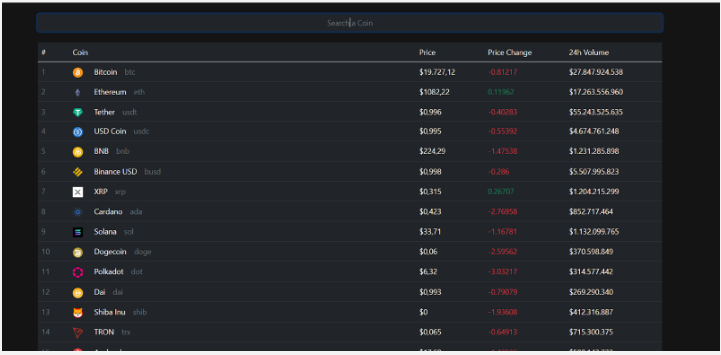 Search a Coin
# Coin Price Price Change 24h Volume
1 Bitcoin btc $19.727,12 -0.81217 $27.847.924.538
2 Ethereum eth $1082,22 0.11962 $17.263.556.960
3 Tether usdt $0,996 -0.40283 $55.243.525.635
4 USD Coin usdc $0,995 -0.55392 $4.674.761.248
5 BNB bnb $224,29 -1.47538 $1.231.285.898
6 Binance USD busd $0,998 -0.286 $5.507.995.823
7 XRP xrp $0,315 0.26707 $1.204.215.299
8 Cardano ada $0,423 -2.76958 $852.717.464
9 Solana sol $33,71 -1.16781 $1.132.099.765
10 Dogecoin doge $0,06 -2.59562 $370.598.849
11 Polkadot dot $6,32 -3.03217 $314.577.442
12 Dai dai $0,993 -0.79079 $269.290.340
13 Shiba Inu shib $0 -1.93608 $412.316.887
14 TRON trx $0,065 -0.64913 $715.300.375